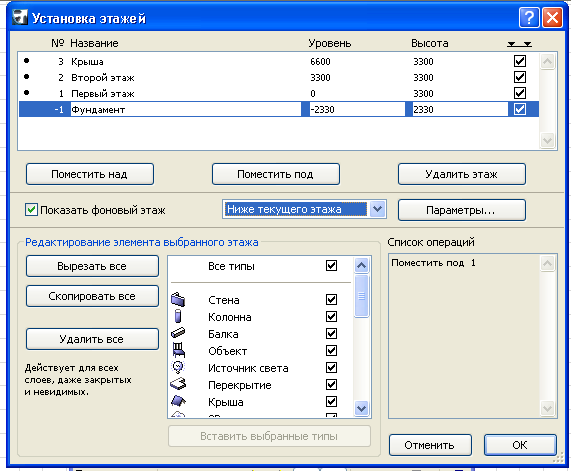 Установка этажей
№ Название Уровень Высота
3 Крыша 6600 3300
2 Второй этаж 3300 3300
1 Первый этаж 0 3300
-1 Фундамент -2330 2330
Поместить над Поместить под Удалить этаж
Показать фоновый этаж Ниже текущего этажа Параметры...
Редактирование элемента выбранного этажа
Вырезать все
Скопировать все
Удалить все
Действует для всех
слоев, даже закрытых
и невидимых.
Все типы
Стена
Колонна
Балка
Объект
Источник света
Перекрытие
Крыша
Вставить выбранные типы
Список операций
Поместить под 1
Отменить OK